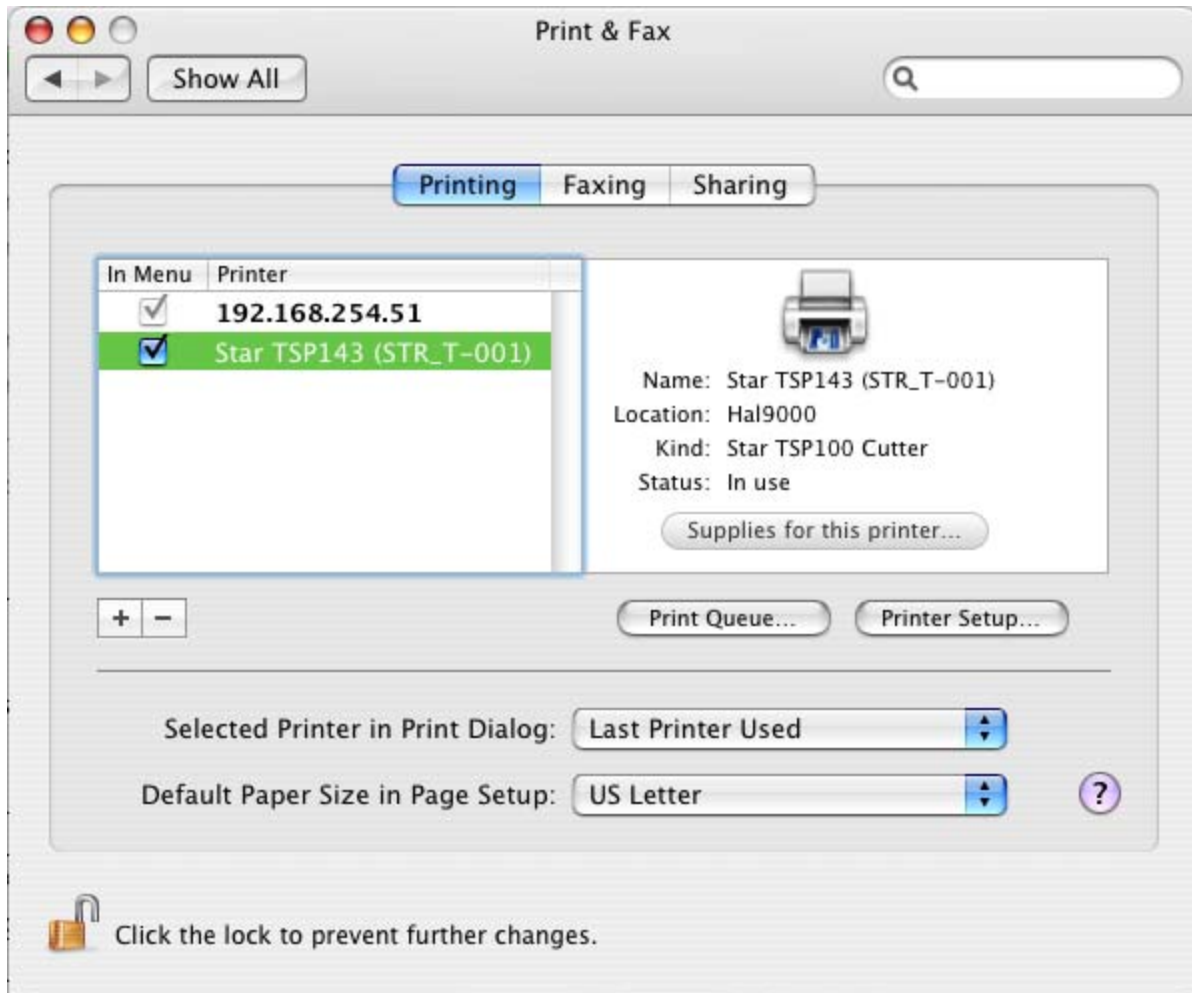 Print & Fax
Show All
Printing Faxing Sharing
In Menu Printer
192.168.254.51
Star TSP143 (STR_T-001)
Name: Star TSP143 (STR_T-001)
Location: Hal9000
Kind: Star TSP100 Cutter
Status: In use
Supplies for this printer...
+ −
Print Queue... Printer Setup...
Selected Printer in Print Dialog: Last Printer Used
Default Paper Size in Page Setup: US Letter
?
Click the lock to prevent further changes.